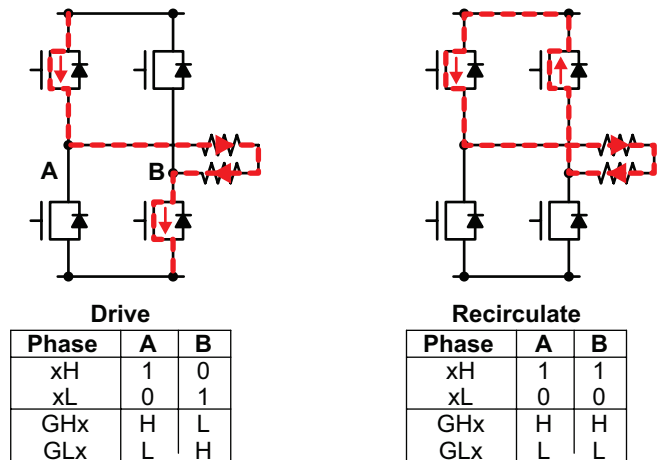 A B
Drive Recirculate
Phase A B Phase A B
xH 1 0 xH 1 1
xL 0 1 xL 0 0
GHx H L GHx H H
GLx L H GLx L L